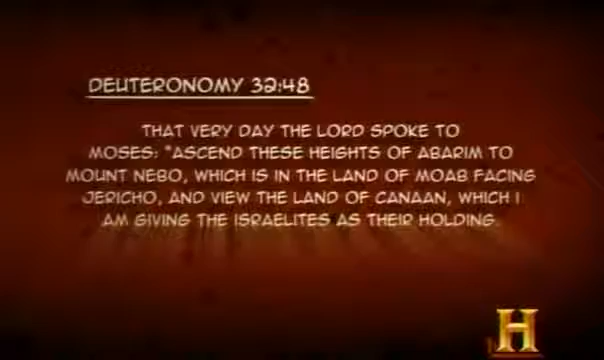 DEUTERONOMY 32:48
THAT VERY DAY THE LORD SPOKE TO
MOSES: "ASCEND THESE HEIGHTS OF ABARIM TO
MOUNT NEBO, WHICH IS IN THE LAND OF MOAB FACING
JERICHO, AND VIEW THE LAND OF CANAAN, WHICH I
AM GIVING THE ISRAELITES AS THEIR HOLDING.
H